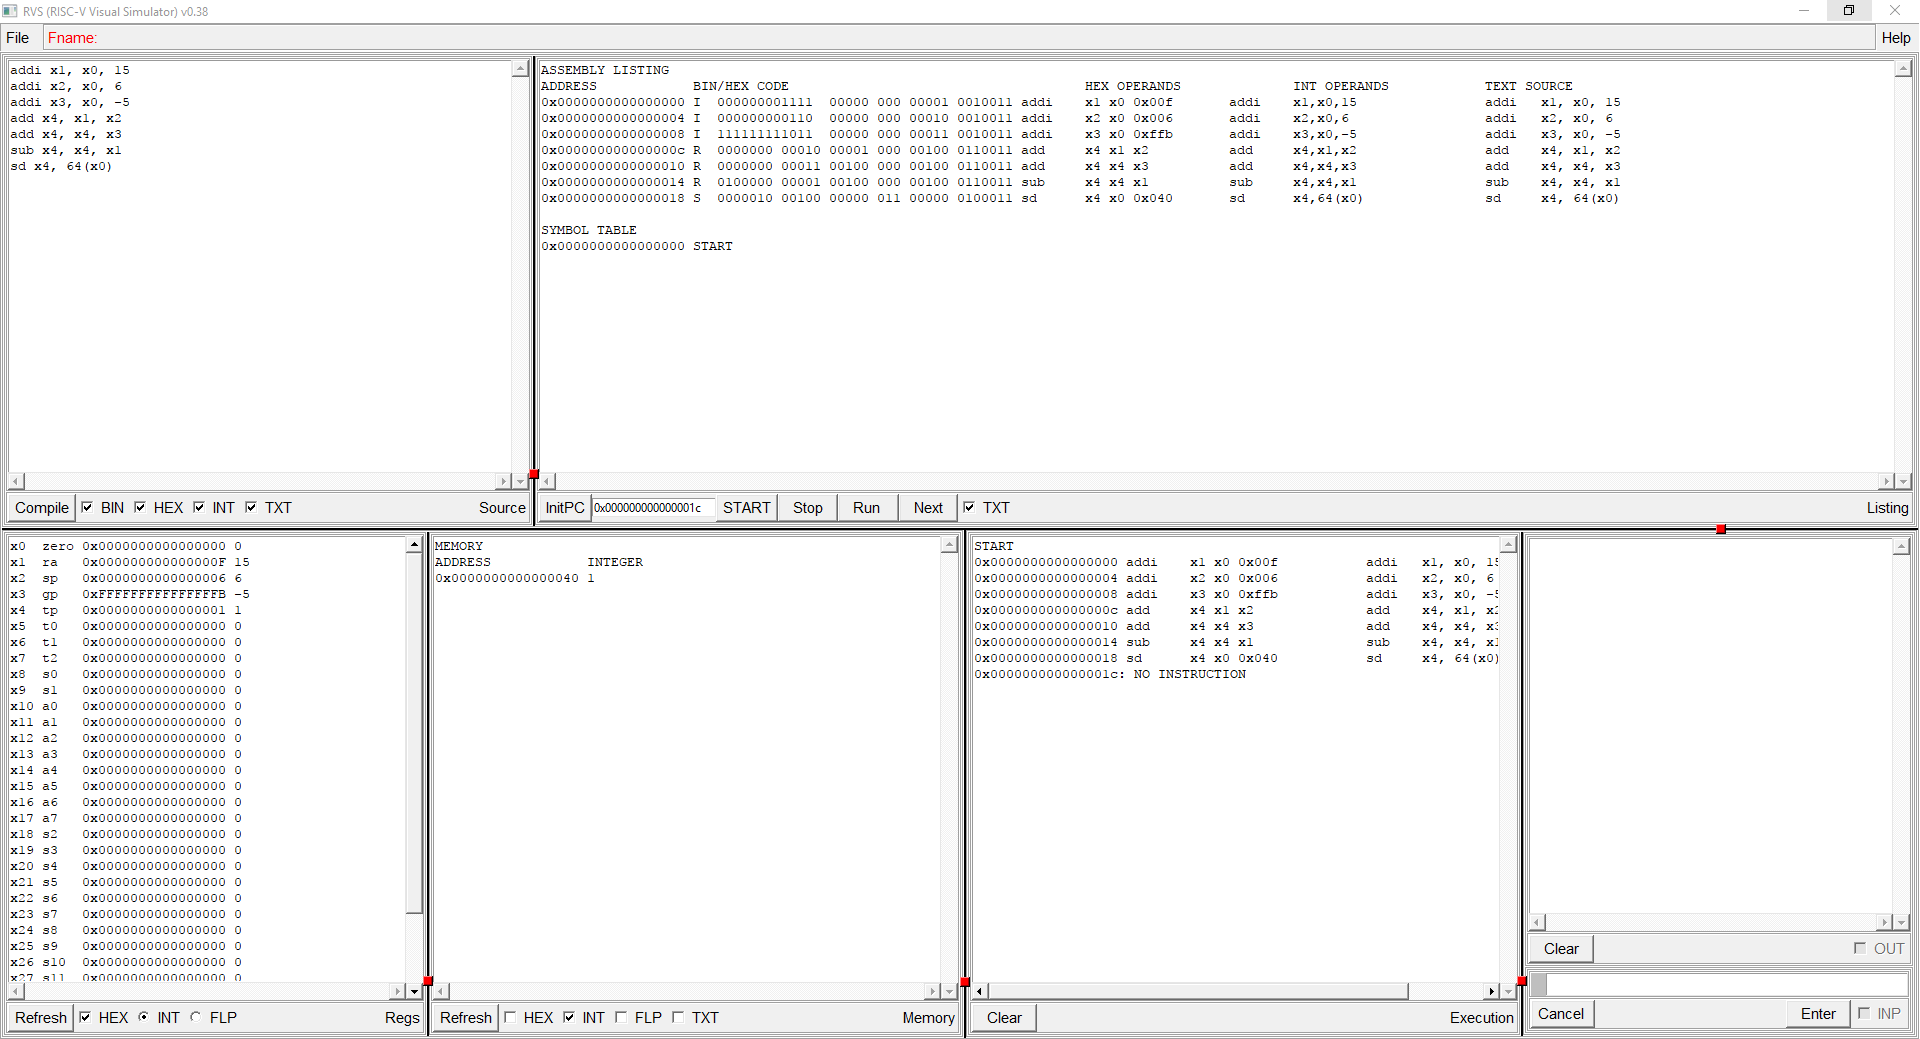 RVS (RISC-V Visual Simulator) v0.38
File Fname: Help
addi x1, x0, 15
addi x2, x0, 6
addi x3, x0, -5
add x4, x1, x2
add x4, x4, x3
sub x4, x4, x1
sd x4, 64(x0)
Compile BIN HEX INT TXT Source
ASSEMBLY LISTING
ADDRESS BIN/HEX CODE HEX OPERANDS INT OPERANDS TEXT SOURCE
0x0000000000000000 I 000000001111 00000 000 00001 0010011 addi x1 x0 0x00f addi x1,x0,15 addi x1, x0, 15
0x0000000000000004 I 000000000110 00000 000 00010 0010011 addi x2 x0 0x006 addi x2,x0,6 addi x2, x0, 6
0x0000000000000008 I 111111111011 00000 000 00011 0010011 addi x3 x0 0xffb addi x3,x0,-5 addi x3, x0, -5
0x000000000000000c R 0000000 00010 00001 000 00100 0110011 add x4 x1 x2 add x4,x1,x2 add x4, x1, x2
0x0000000000000010 R 0000000 00011 00100 000 00100 0110011 add x4 x4 x3 add x4,x4,x3 add x4, x4, x3
0x0000000000000014 R 0100000 00001 00100 000 00100 0110011 sub x4 x4 x1 sub x4,x4,x1 sub x4, x4, x1
0x0000000000000018 S 0000010 00100 00000 011 00000 0100011 sd x4 x0 0x040 sd x4,64(x0) sd x4, 64(x0)
SYMBOL TABLE
0x0000000000000000 START
InitPC 0x000000000000001c START Stop Run Next TXT Listing
x0 zero 0x0000000000000000 0
x1 ra 0x000000000000000F 15
x2 sp 0x0000000000000006 6
x3 gp 0xFFFFFFFFFFFFFFFB -5
x4 tp 0x0000000000000001 1
x5 t0 0x0000000000000000 0
x6 t1 0x0000000000000000 0
x7 t2 0x0000000000000000 0
x8 s0 0x0000000000000000 0
x9 s1 0x0000000000000000 0
x10 a0 0x0000000000000000 0
x11 a1 0x0000000000000000 0
x12 a2 0x0000000000000000 0
x13 a3 0x0000000000000000 0
x14 a4 0x0000000000000000 0
x15 a5 0x0000000000000000 0
x16 a6 0x0000000000000000 0
x17 a7 0x0000000000000000 0
x18 s2 0x0000000000000000 0
x19 s3 0x0000000000000000 0
x20 s4 0x0000000000000000 0
x21 s5 0x0000000000000000 0
x22 s6 0x0000000000000000 0
x23 s7 0x0000000000000000 0
x24 s8 0x0000000000000000 0
x25 s9 0x0000000000000000 0
x26 s10 0x0000000000000000 0
x27 s11 0x0000000000000000 0
Refresh HEX INT FLP Regs
MEMORY
ADDRESS INTEGER
0x0000000000000040 1
Refresh HEX INT FLP TXT Memory
START
0x0000000000000000 addi x1 x0 0x00f addi x1, x0, 15
0x0000000000000004 addi x2 x0 0x006 addi x2, x0, 6
0x0000000000000008 addi x3 x0 0xffb addi x3, x0, -5
0x000000000000000c add x4 x1 x2 add x4, x1, x2
0x0000000000000010 add x4 x4 x3 add x4, x4, x3
0x0000000000000014 sub x4 x4 x1 sub x4, x4, x1
0x0000000000000018 sd x4 x0 0x040 sd x4, 64(x0)
0x000000000000001c: NO INSTRUCTION
Clear Execution
Clear OUT
Cancel Enter INP